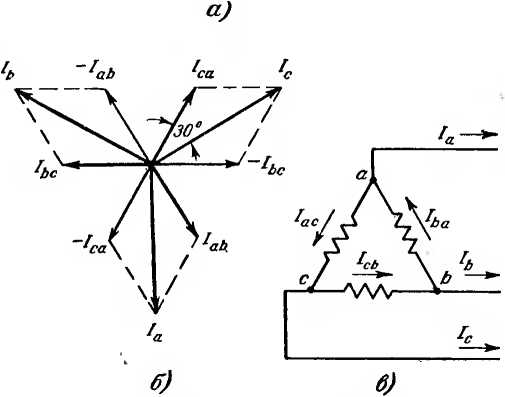 а)
I_b
-I_ab
I_ca
I_c
30°
I_bc
-I_bc
-I_ca
I_ab
I_a
б)
I_a
a
I_ac
I_ba
I_cb
I_b
c
b
I_c
в)